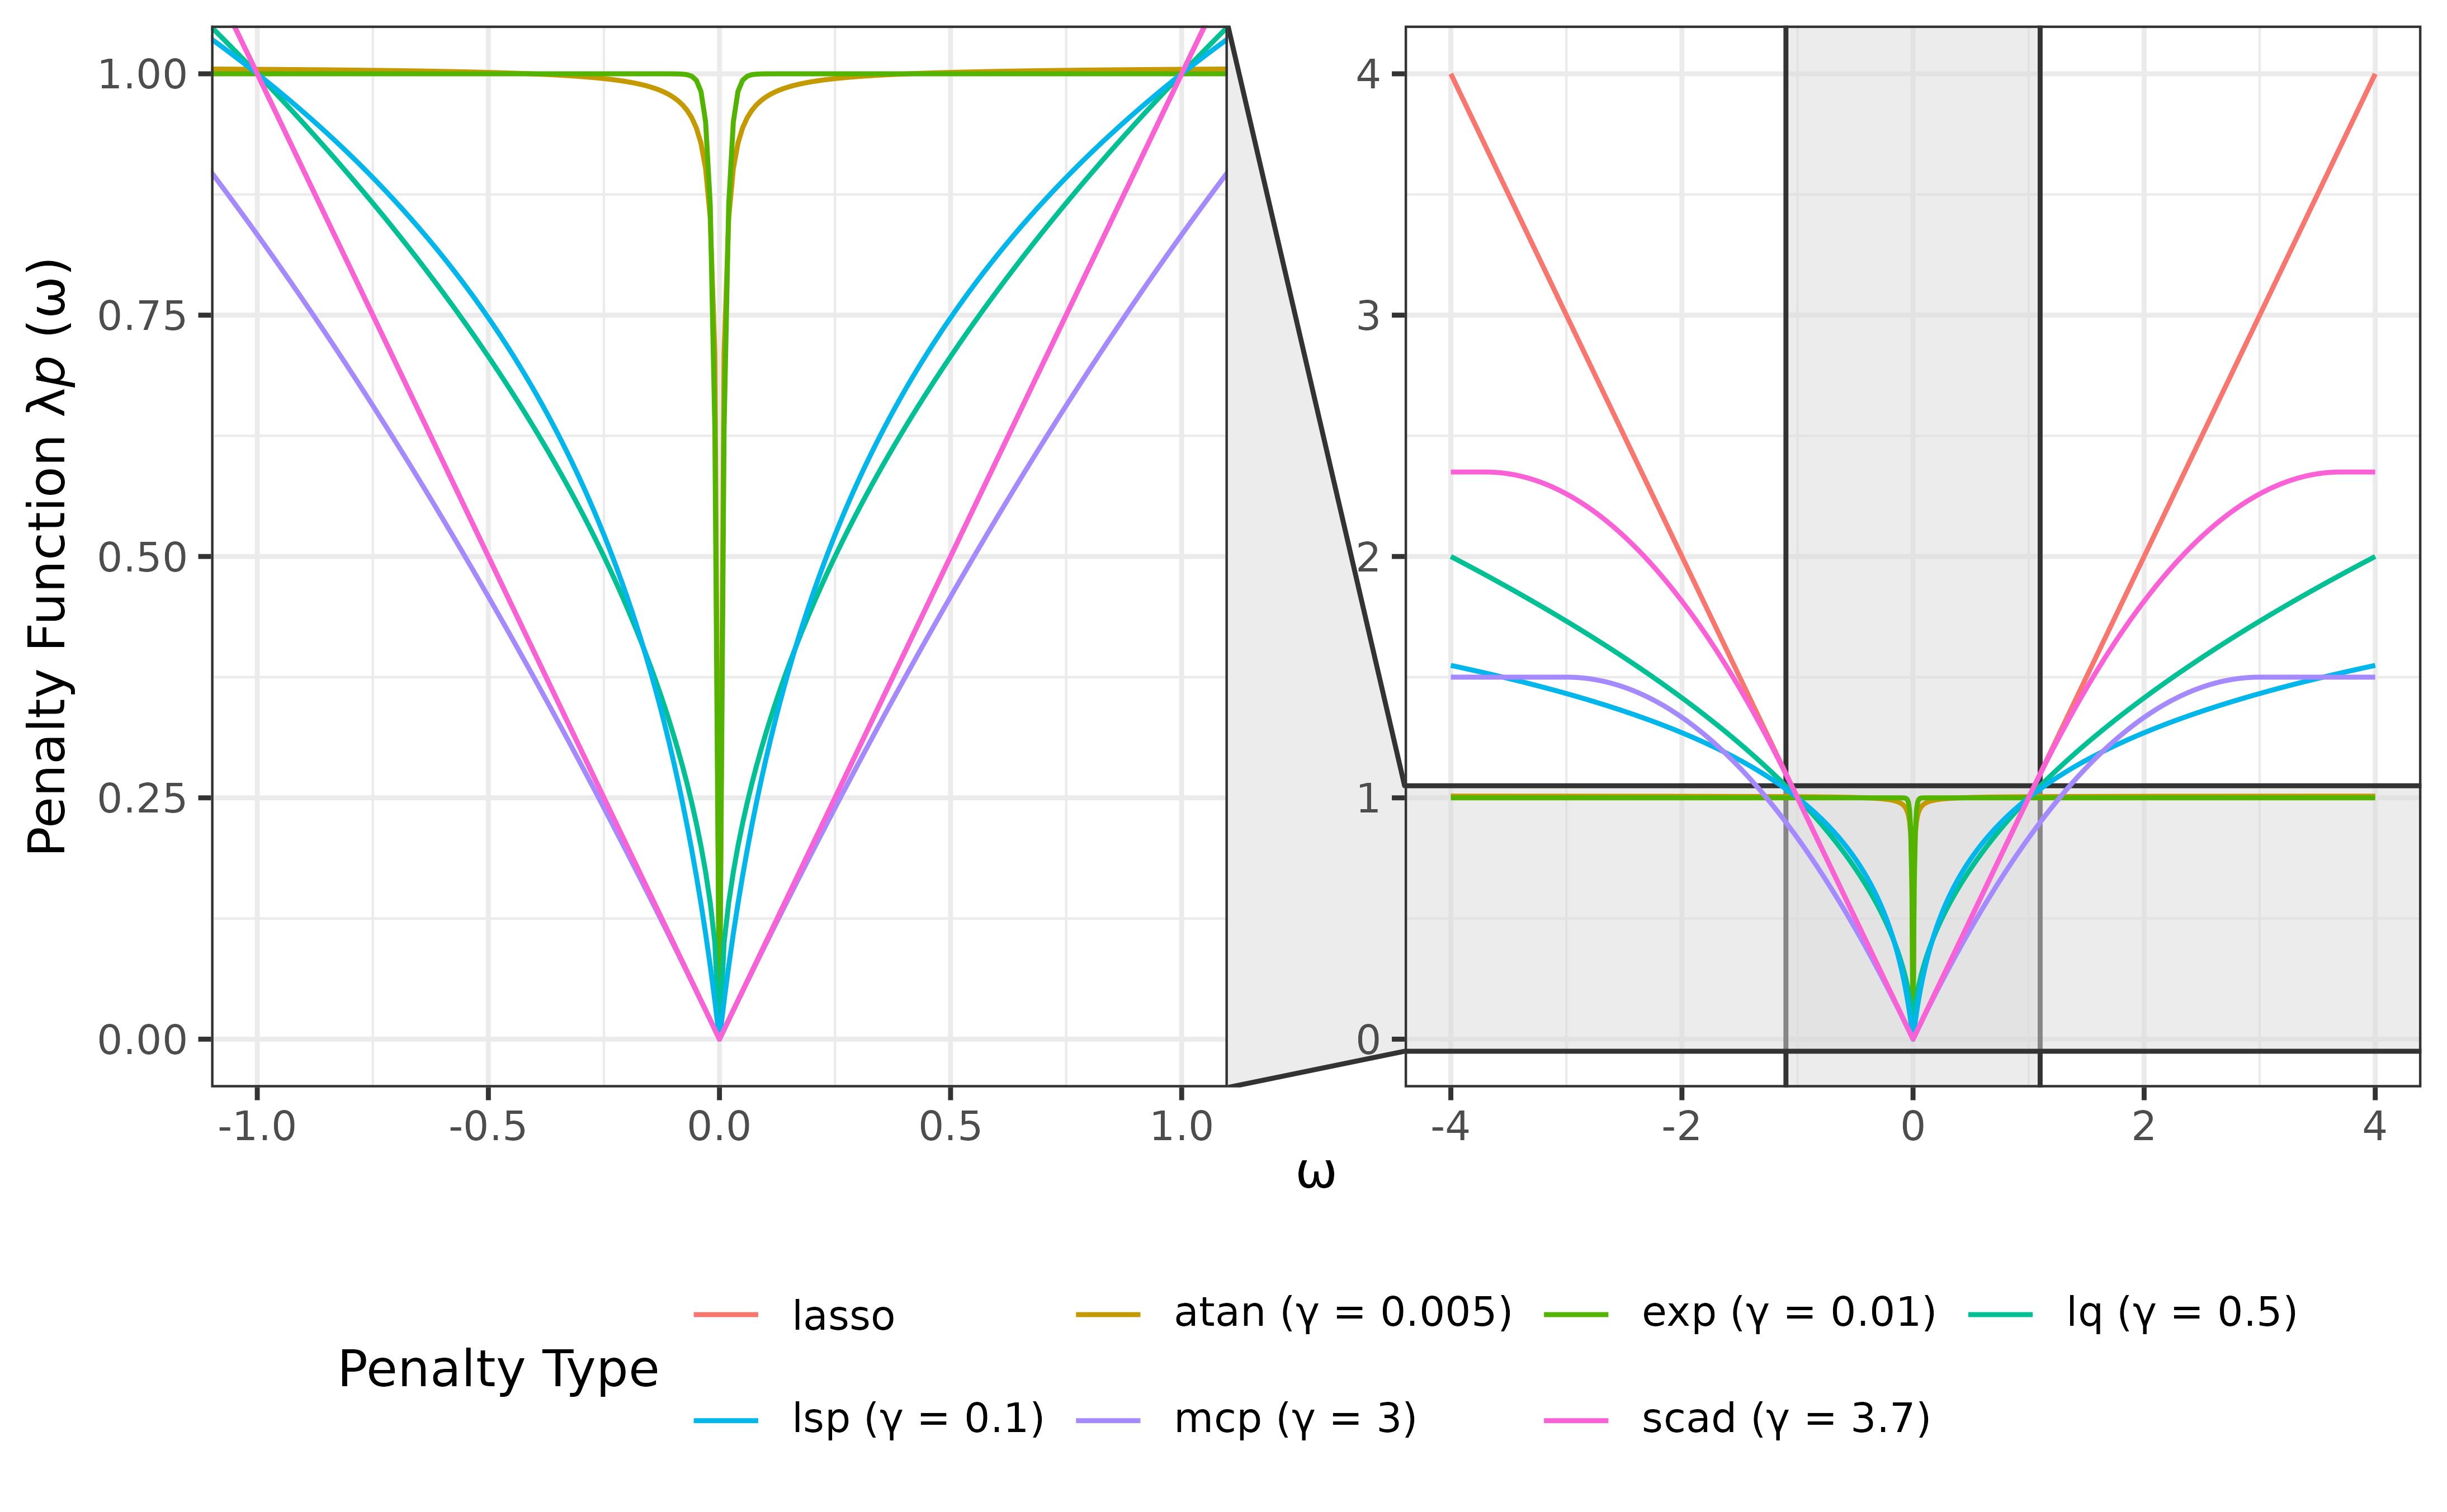 Penalty Function λp (ω)
1.00
0.75
0.50
0.25
0.00
-1.0 -0.5 0.0 0.5 1.0
4
3
2
1
0
-4 -2 0 2 4
ω
Penalty Type
lasso
atan (γ = 0.005)
exp (γ = 0.01)
lq (γ = 0.5)
lsp (γ = 0.1)
mcp (γ = 3)
scad (γ = 3.7)